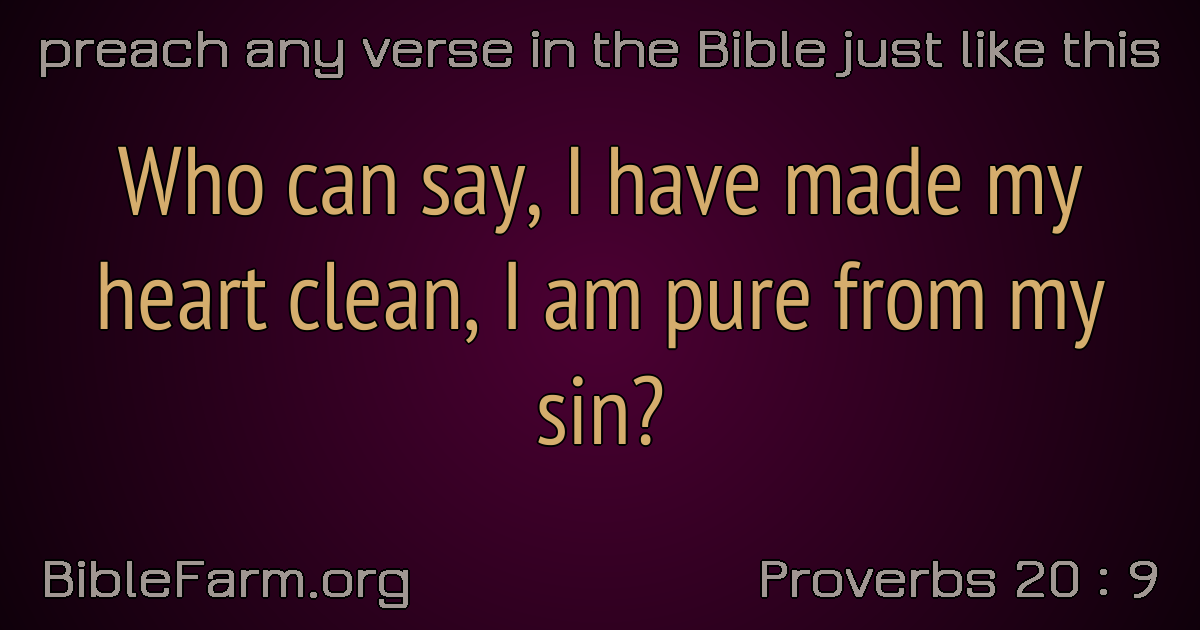 preach any verse in the Bible just like this
Who can say, I have made my
heart clean, I am pure from my
sin?
BibleFarm.org
Proverbs 20 : 9